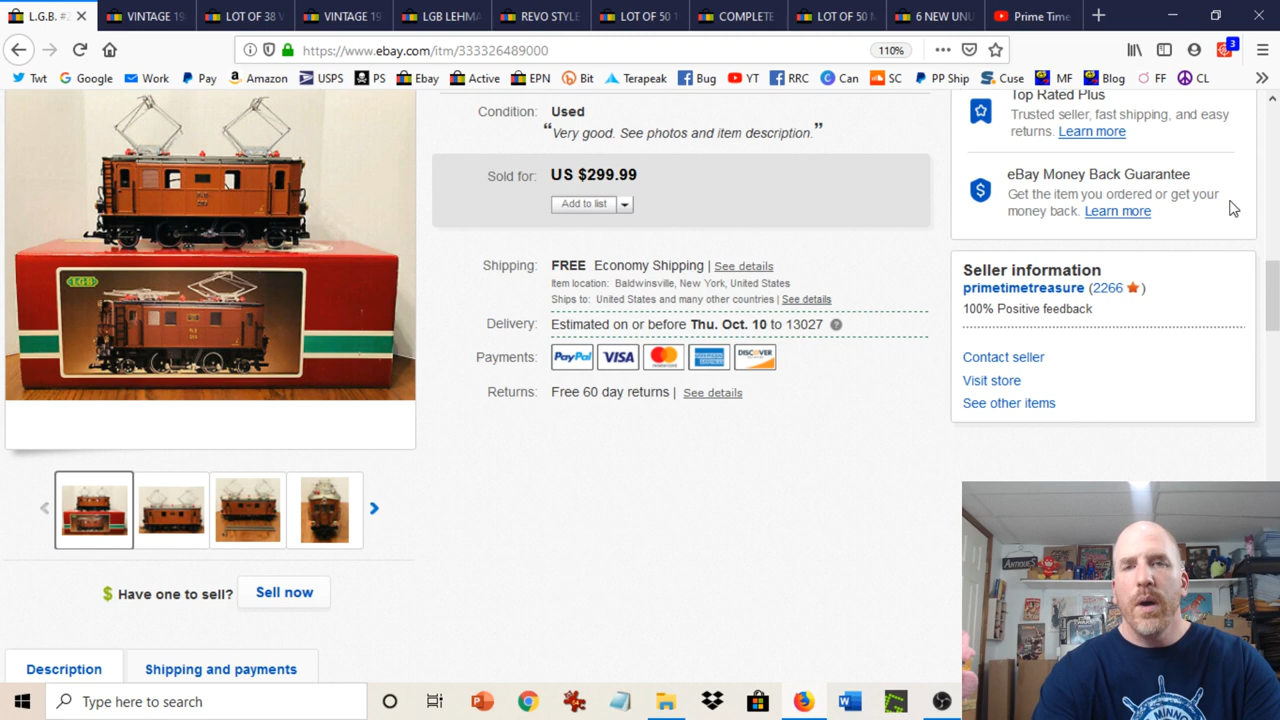 L.G.B. #
VINTAGE 19
LOT OF 38 V
VINTAGE 19
LGB LEHMA
REVO STYLE
LOT OF 50 1
COMPLETE
LOT OF 50 M
6 NEW UNU
Prime Time
https://www.ebay.com/itm/333326489000
110%
3
Twt
Google
Work
Pay
Amazon
USPS
PS
Ebay
Active
EPN
Bit
Terapeak
Bug
YT
RRC
Can
SC
PP Ship
Cuse
MF
Blog
FF
CL
Condition: Used
“Very good. See photos and item description.”
Sold for: US $299.99
Add to list
Shipping: FREE Economy Shipping | See details
Item location: Baldwinsville, New York, United States
Ships to: United States and many other countries | See details
Delivery: Estimated on or before Thu. Oct. 10 to 13027
Payments: PayPal VISA MasterCard AMERICAN EXPRESS DISCOVER
Returns: Free 60 day returns | See details
Top Rated Plus
Trusted seller, fast shipping, and easy
returns. Learn more
eBay Money Back Guarantee
Get the item you ordered or get your
money back. Learn more
Seller information
primetimetreasure (2266 )
100% Positive feedback
Contact seller
Visit store
See other items
LGB
Have one to sell? Sell now
Description
Shipping and payments
Type here to search
ANTIQUES
STAR WARS
MINN